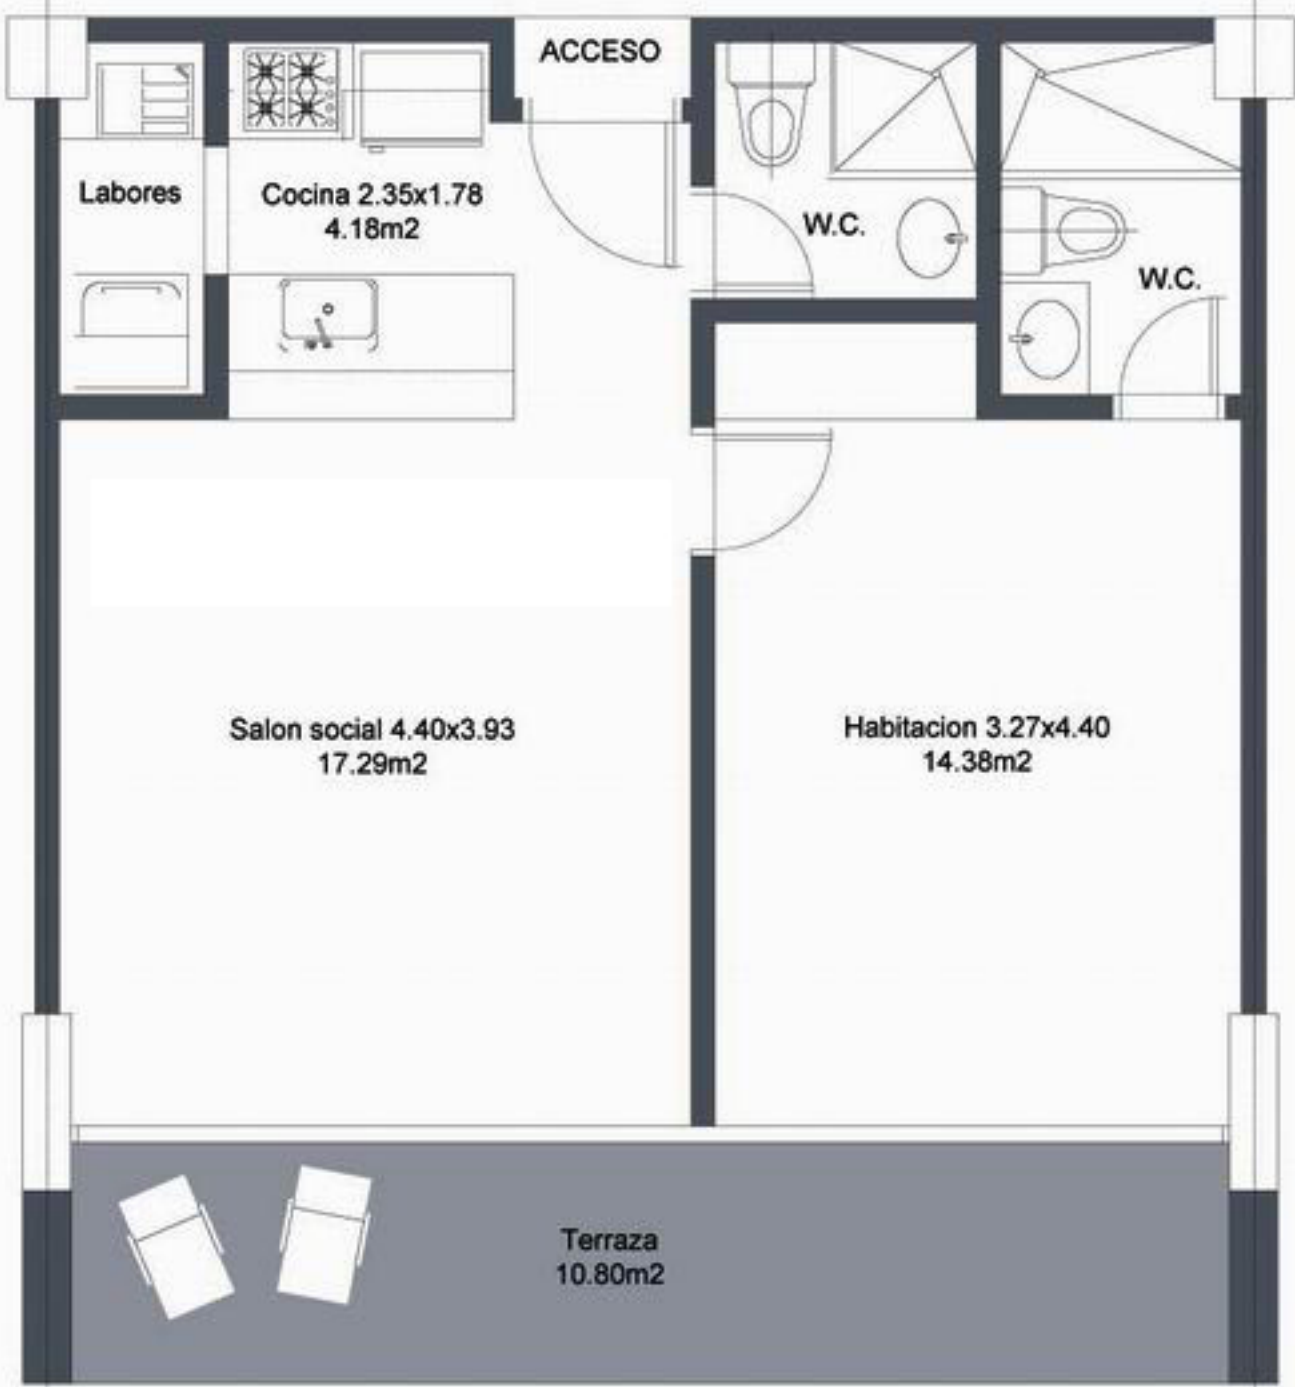 ACCESO
Labores
Cocina 2.35x1.78
4.18m2
W.C.
W.C.
Salon social 4.40x3.93
17.29m2
Habitacion 3.27x4.40
14.38m2
Terraza
10.80m2